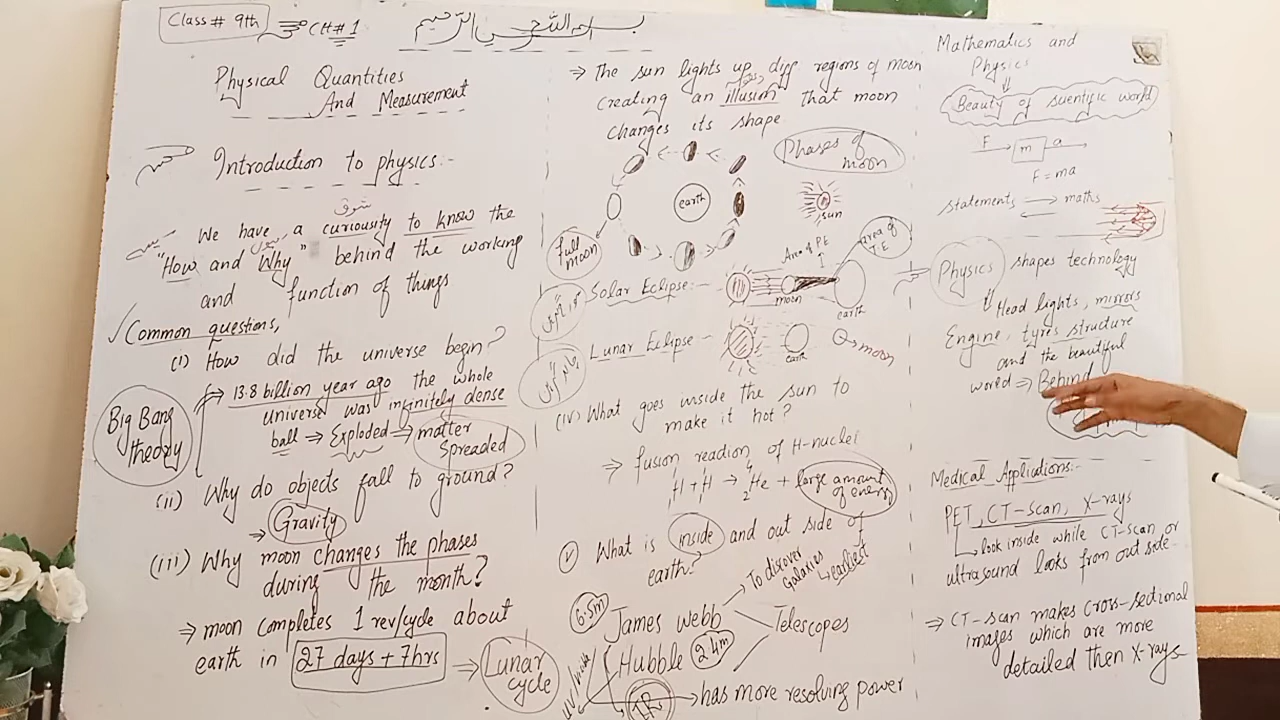 Class # 9th
CH# 1
بسم اللہ الرحمن الرحیم
Physical Quantities
And Measurement
Introduction to physics:-
شوق
We have a curiousity to know the
"How and Why" behind the working
and function of things
Common questions,
(i) How did the universe begin?
Big Bang
theory
13.8 billion year ago the whole
universe was infinitely dense
ball ⇒ Exploded ⇒ matter
spreaded
(ii) Why do objects fall to ground?
→ Gravity
(iii) Why moon changes the phases
during the month?
⇒ moon completes 1 rev/cycle about
earth in 27 days + 7hrs → Lunar
cycle
⇒ The sun lights up diff regions of moon
creating an illusion that moon
changes its shape
Phases of
moon
earth
sun
full
moon
Area of P.E
area of
T.E
Solar Eclipse:-
moon
earth
Lunar Eclipse -
earth
moon
(iv) What goes inside the sun to
make it hot?
⇒ fusion reaction of H-nuclei
¹₁H + ¹₁H → ⁴₂He + large amount
of energy
(v) What is inside and out side of
earth?
To discover
Galaxies
earliest
6.5m
James webb
Telescopes
Hubble 2.4m
UV/visible
IR
→ has more resolving power
Mathematics and
Physics
Beauty of scientific world
F → m a →
F = ma
statements → maths
←
Physics shapes technology
Head lights, mirrors
Engine, tyres structure
and the beautiful
world ⇒ Behind
Medical Applications:-
PET, CT-scan, X-rays
look inside while CT-scan or
ultrasound looks from out side-
⇒ CT-scan makes cross-sectional
images which are more
detailed then X-rays